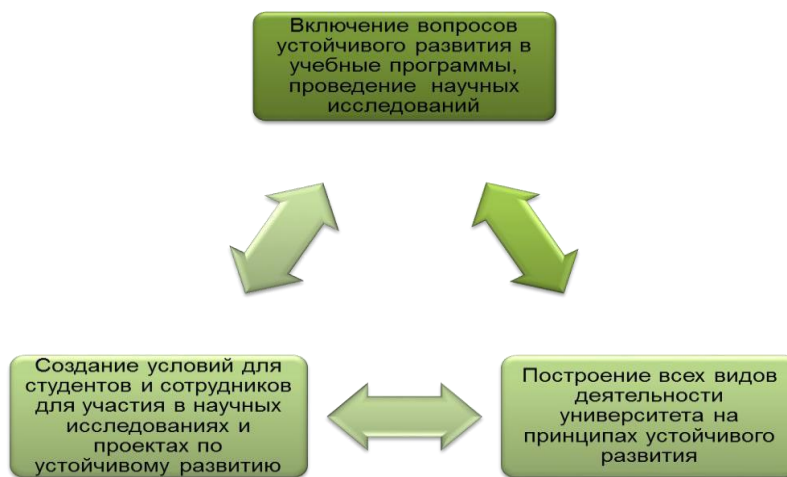 Включение вопросов
устойчивого развития в
учебные программы,
проведение научных
исследований
Создание условий для
студентов и сотрудников
для участия в научных
исследованиях и
проектах по
устойчивому развитию
Построение всех видов
деятельности
университета на
принципах устойчивого
развития